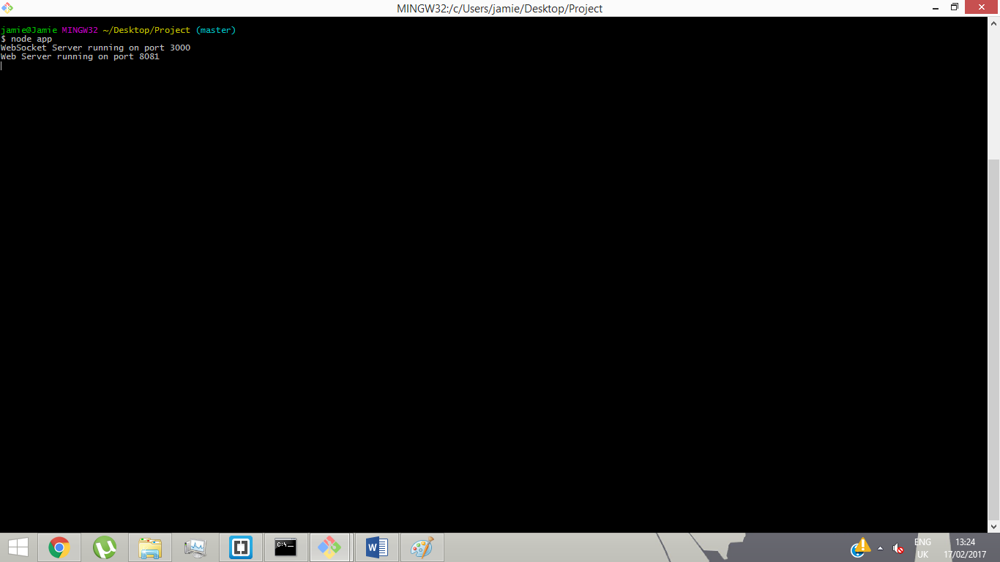 MINGW32:/c/Users/jamie/Desktop/Project
jamie@Jamie MINGW32 ~/Desktop/Project (master)
$ node app
WebSocket Server running on port 3000
Web Server running on port 8081
C:\_
W
ENG
UK
13:24
17/02/2017